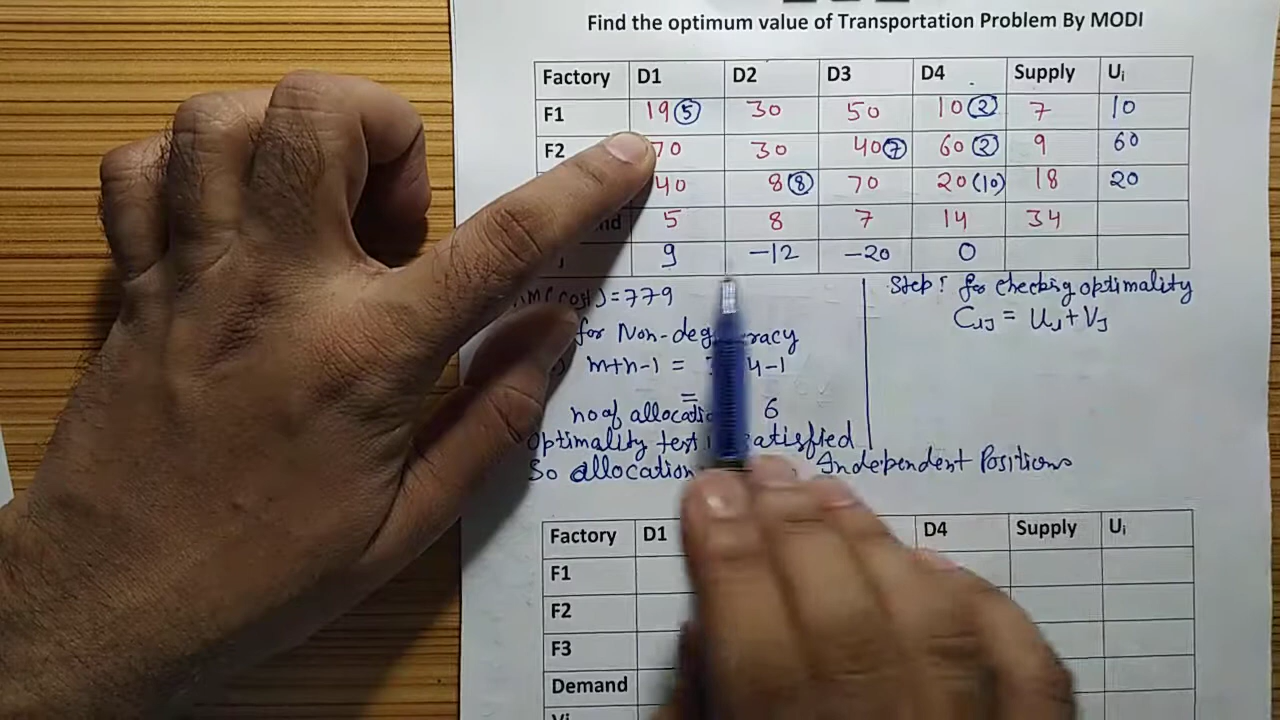 Find the optimum value of Transportation Problem By MODI
Factory D1 D2 D3 D4 Supply Ui
F1 19 (5) 30 50 10 (2) 7 10
F2 70 30 40 (7) 60 (2) 9 60
40 8 (8) 70 20 (10) 18 20
5 8 7 14 34
9 -12 -20 0
= 779
for Non-degeneracy
m+n-1 = 4-1
=
no of allocation 6
optimality test is satisfied
So allocation Independent Positions
Step: for checking optimality
CIJ = UI + VJ
Factory D1 D4 Supply Ui
F1
F2
F3
Demand